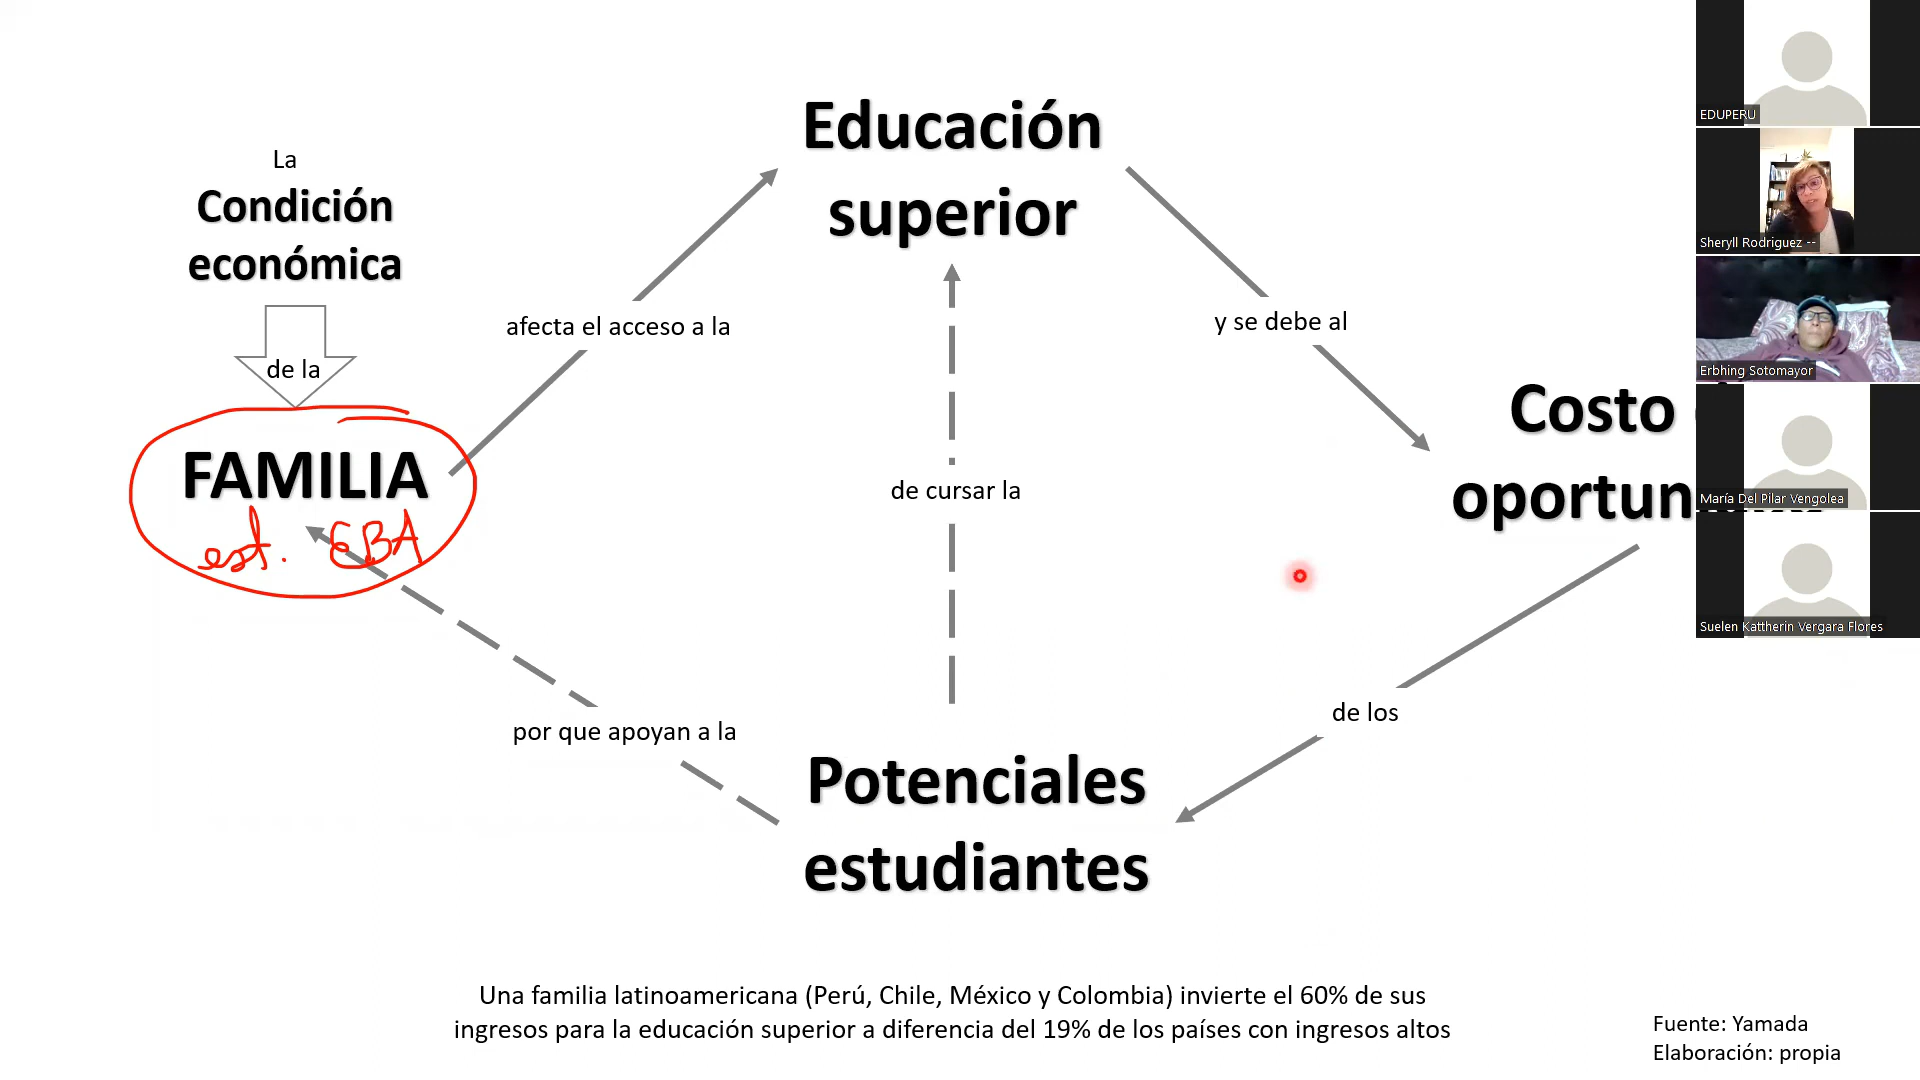 La
Condición
económica
de la
FAMILIA
est. EBA
afecta el acceso a la
Educación
superior
y se debe al
Costo
de cursar la
por que apoyan a la
de los
Potenciales
estudiantes
Una familia latinoamericana (Perú, Chile, México y Colombia) invierte el 60% de sus
ingresos para la educación superior a diferencia del 19% de los países con ingresos altos
Fuente: Yamada
Elaboración: propia
EDUPERU
Sheryll Rodriguez --
Erbhing Sotomayor
María Del Pilar Vengolea
Suelen Kattherin Vergara Flores